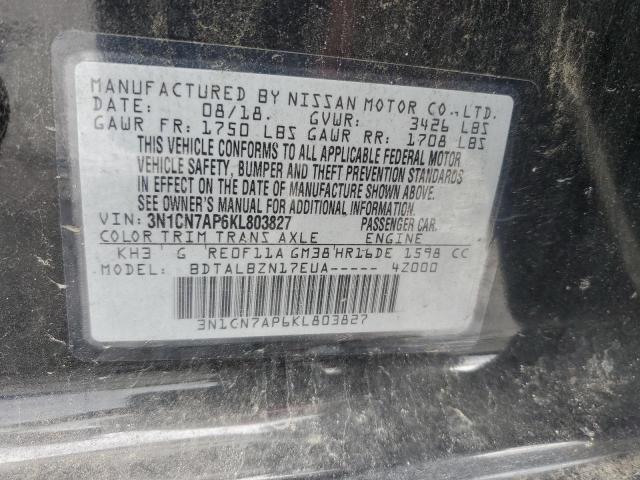 MANUFACTURED BY NISSAN MOTOR CO.,LTD.
DATE: 08/18. GVWR: 3426 LBS
GAWR FR: 1750 LBS GAWR RR: 1708 LBS
THIS VEHICLE CONFORMS TO ALL APPLICABLE FEDERAL MOTOR
VEHICLE SAFETY, BUMPER AND THEFT PREVENTION STANDARDS
IN EFFECT ON THE DATE OF MANUFACTURE SHOWN ABOVE.
SEE OWNER'S MANUAL FOR ADDITIONAL INFORMATION.
VIN: 3N1CN7AP6KL803827 PASSENGER CAR.
COLOR TRIM TRANS AXLE ENGINE
KH3 G RE0F11A GM38 HR16DE 1598 CC
MODEL: BDTALBZN17EUA----- 4Z000
3N1CN7AP6KL803827